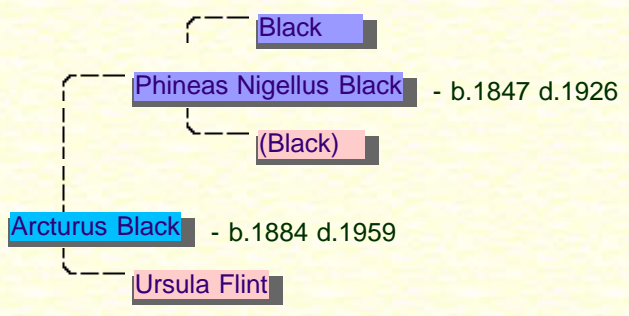 Black
Phineas Nigellus Black - b.1847 d.1926
(Black)
Arcturus Black - b.1884 d.1959
Ursula Flint